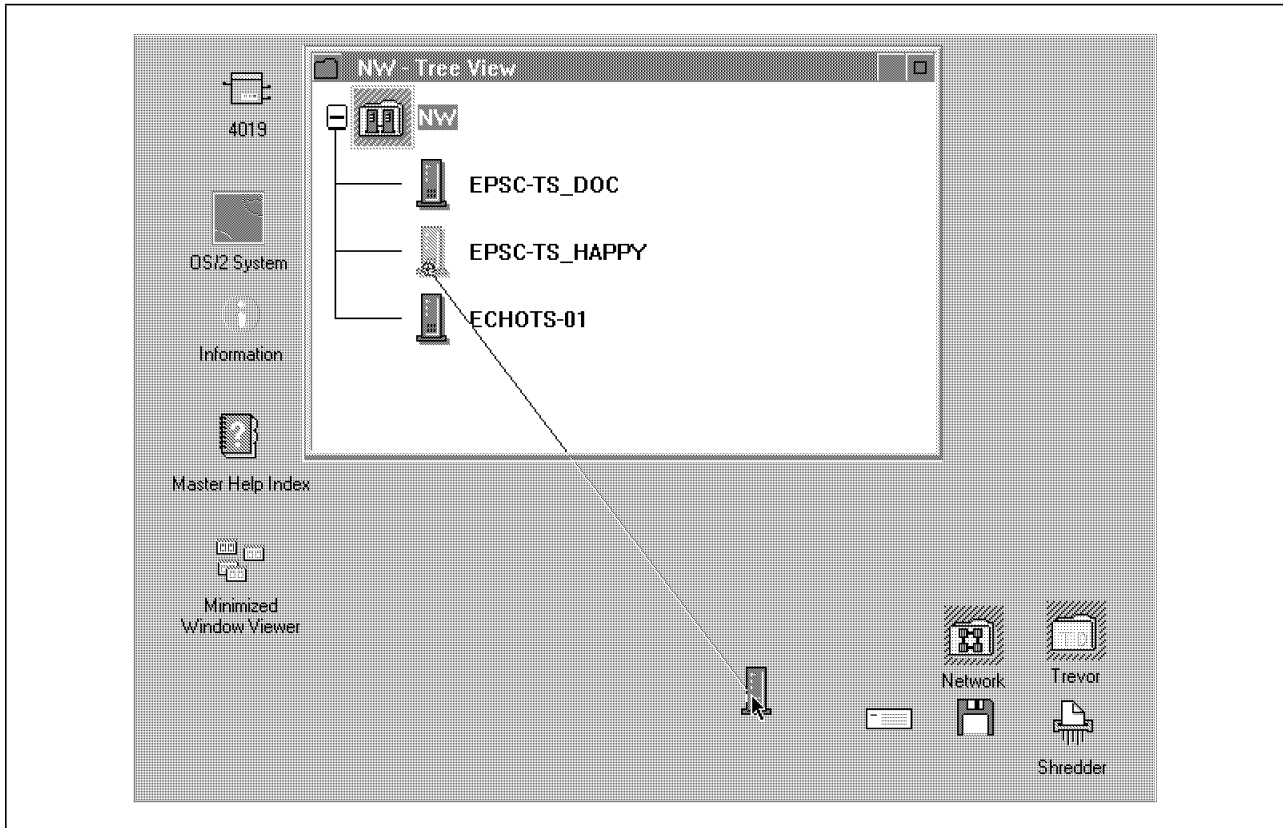 NW - Tree View
NW
EPSC-TS_DOC
EPSC-TS_HAPPY
ECHOTS-01
4019
OS/2 System
Information
Master Help Index
Minimized
Window Viewer
Network
Trevor
Shredder